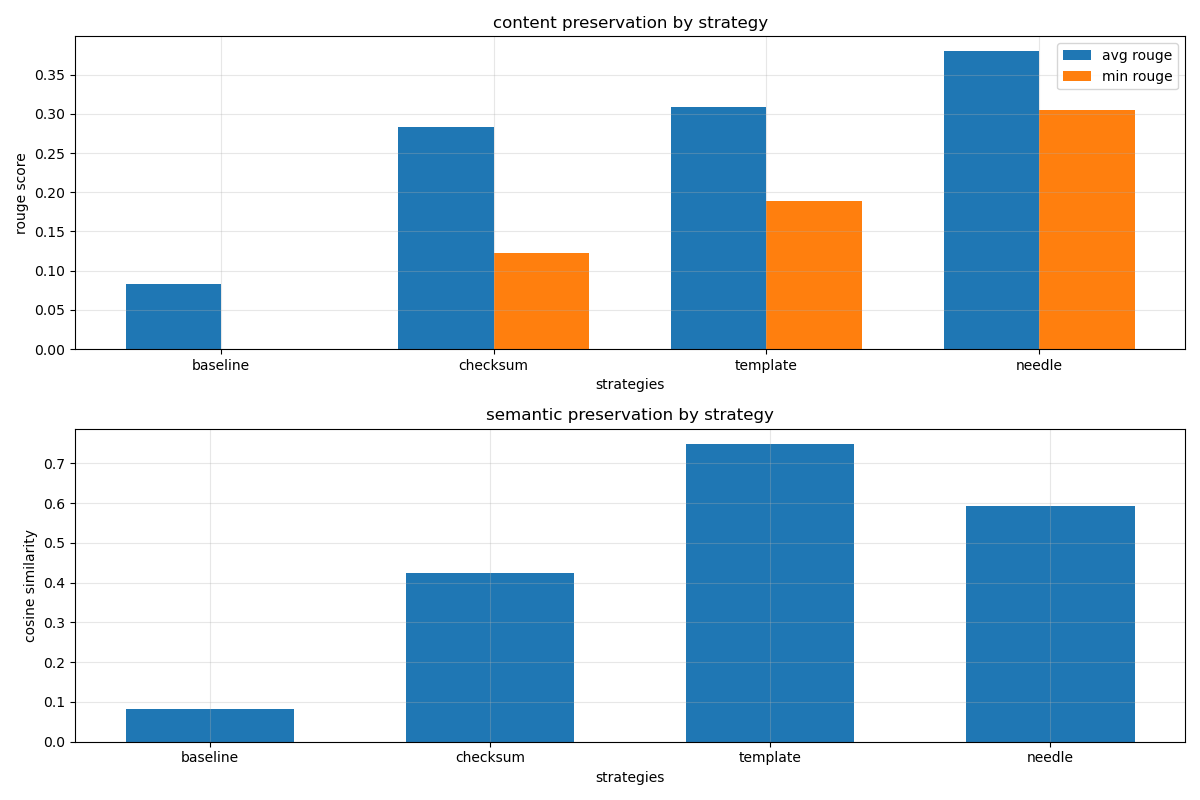 content preservation by strategy
avg rouge
min rouge
rouge score
0.35
0.30
0.25
0.20
0.15
0.10
0.05
0.00
baseline checksum template needle
strategies
semantic preservation by strategy
cosine similarity
0.7
0.6
0.5
0.4
0.3
0.2
0.1
0.0
baseline checksum template needle
strategies